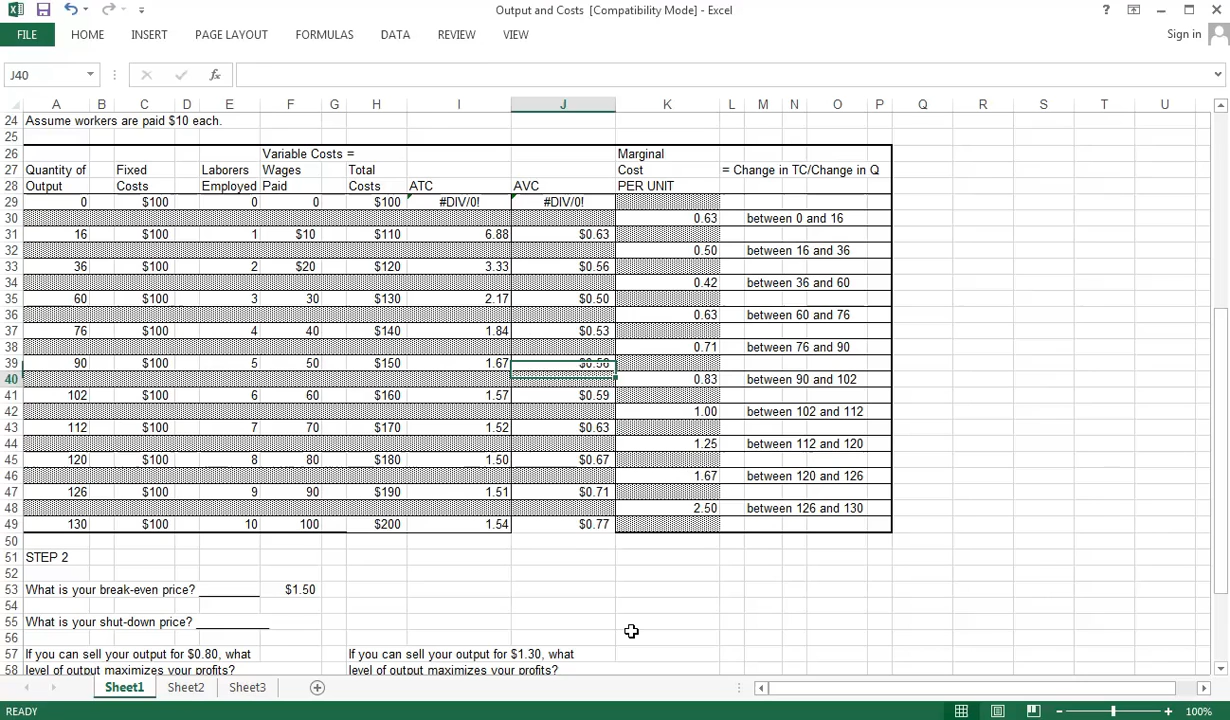 Output and Costs [Compatibility Mode] - Excel
?
FILE HOME INSERT PAGE LAYOUT FORMULAS DATA REVIEW VIEW Sign in
J40 fx
A B C D E F G H I J K L M N O P Q R S T U
24 Assume workers are paid $10 each.
25
26 Variable Costs = Marginal
27 Quantity of Fixed Laborers Wages Total Cost = Change in TC/Change in Q
28 Output Costs Employed Paid Costs ATC AVC PER UNIT
29 0 $100 0 0 $100 #DIV/0! #DIV/0!
30 0.63 between 0 and 16
31 16 $100 1 $10 $110 6.88 $0.63
32 0.50 between 16 and 36
33 36 $100 2 $20 $120 3.33 $0.56
34 0.42 between 36 and 60
35 60 $100 3 30 $130 2.17 $0.50
36 0.63 between 60 and 76
37 76 $100 4 40 $140 1.84 $0.53
38 0.71 between 76 and 90
39 90 $100 5 50 $150 1.67 $0.56
40 0.83 between 90 and 102
41 102 $100 6 60 $160 1.57 $0.59
42 1.00 between 102 and 112
43 112 $100 7 70 $170 1.52 $0.63
44 1.25 between 112 and 120
45 120 $100 8 80 $180 1.50 $0.67
46 1.67 between 120 and 126
47 126 $100 9 90 $190 1.51 $0.71
48 2.50 between 126 and 130
49 130 $100 10 100 $200 1.54 $0.77
50
51 STEP 2
52
53 What is your break-even price? ______ $1.50
54
55 What is your shut-down price? ______
56
57 If you can sell your output for $0.80, what If you can sell your output for $1.30, what
58 level of output maximizes your profits? level of output maximizes your profits?
Sheet1 Sheet2 Sheet3
READY 100%